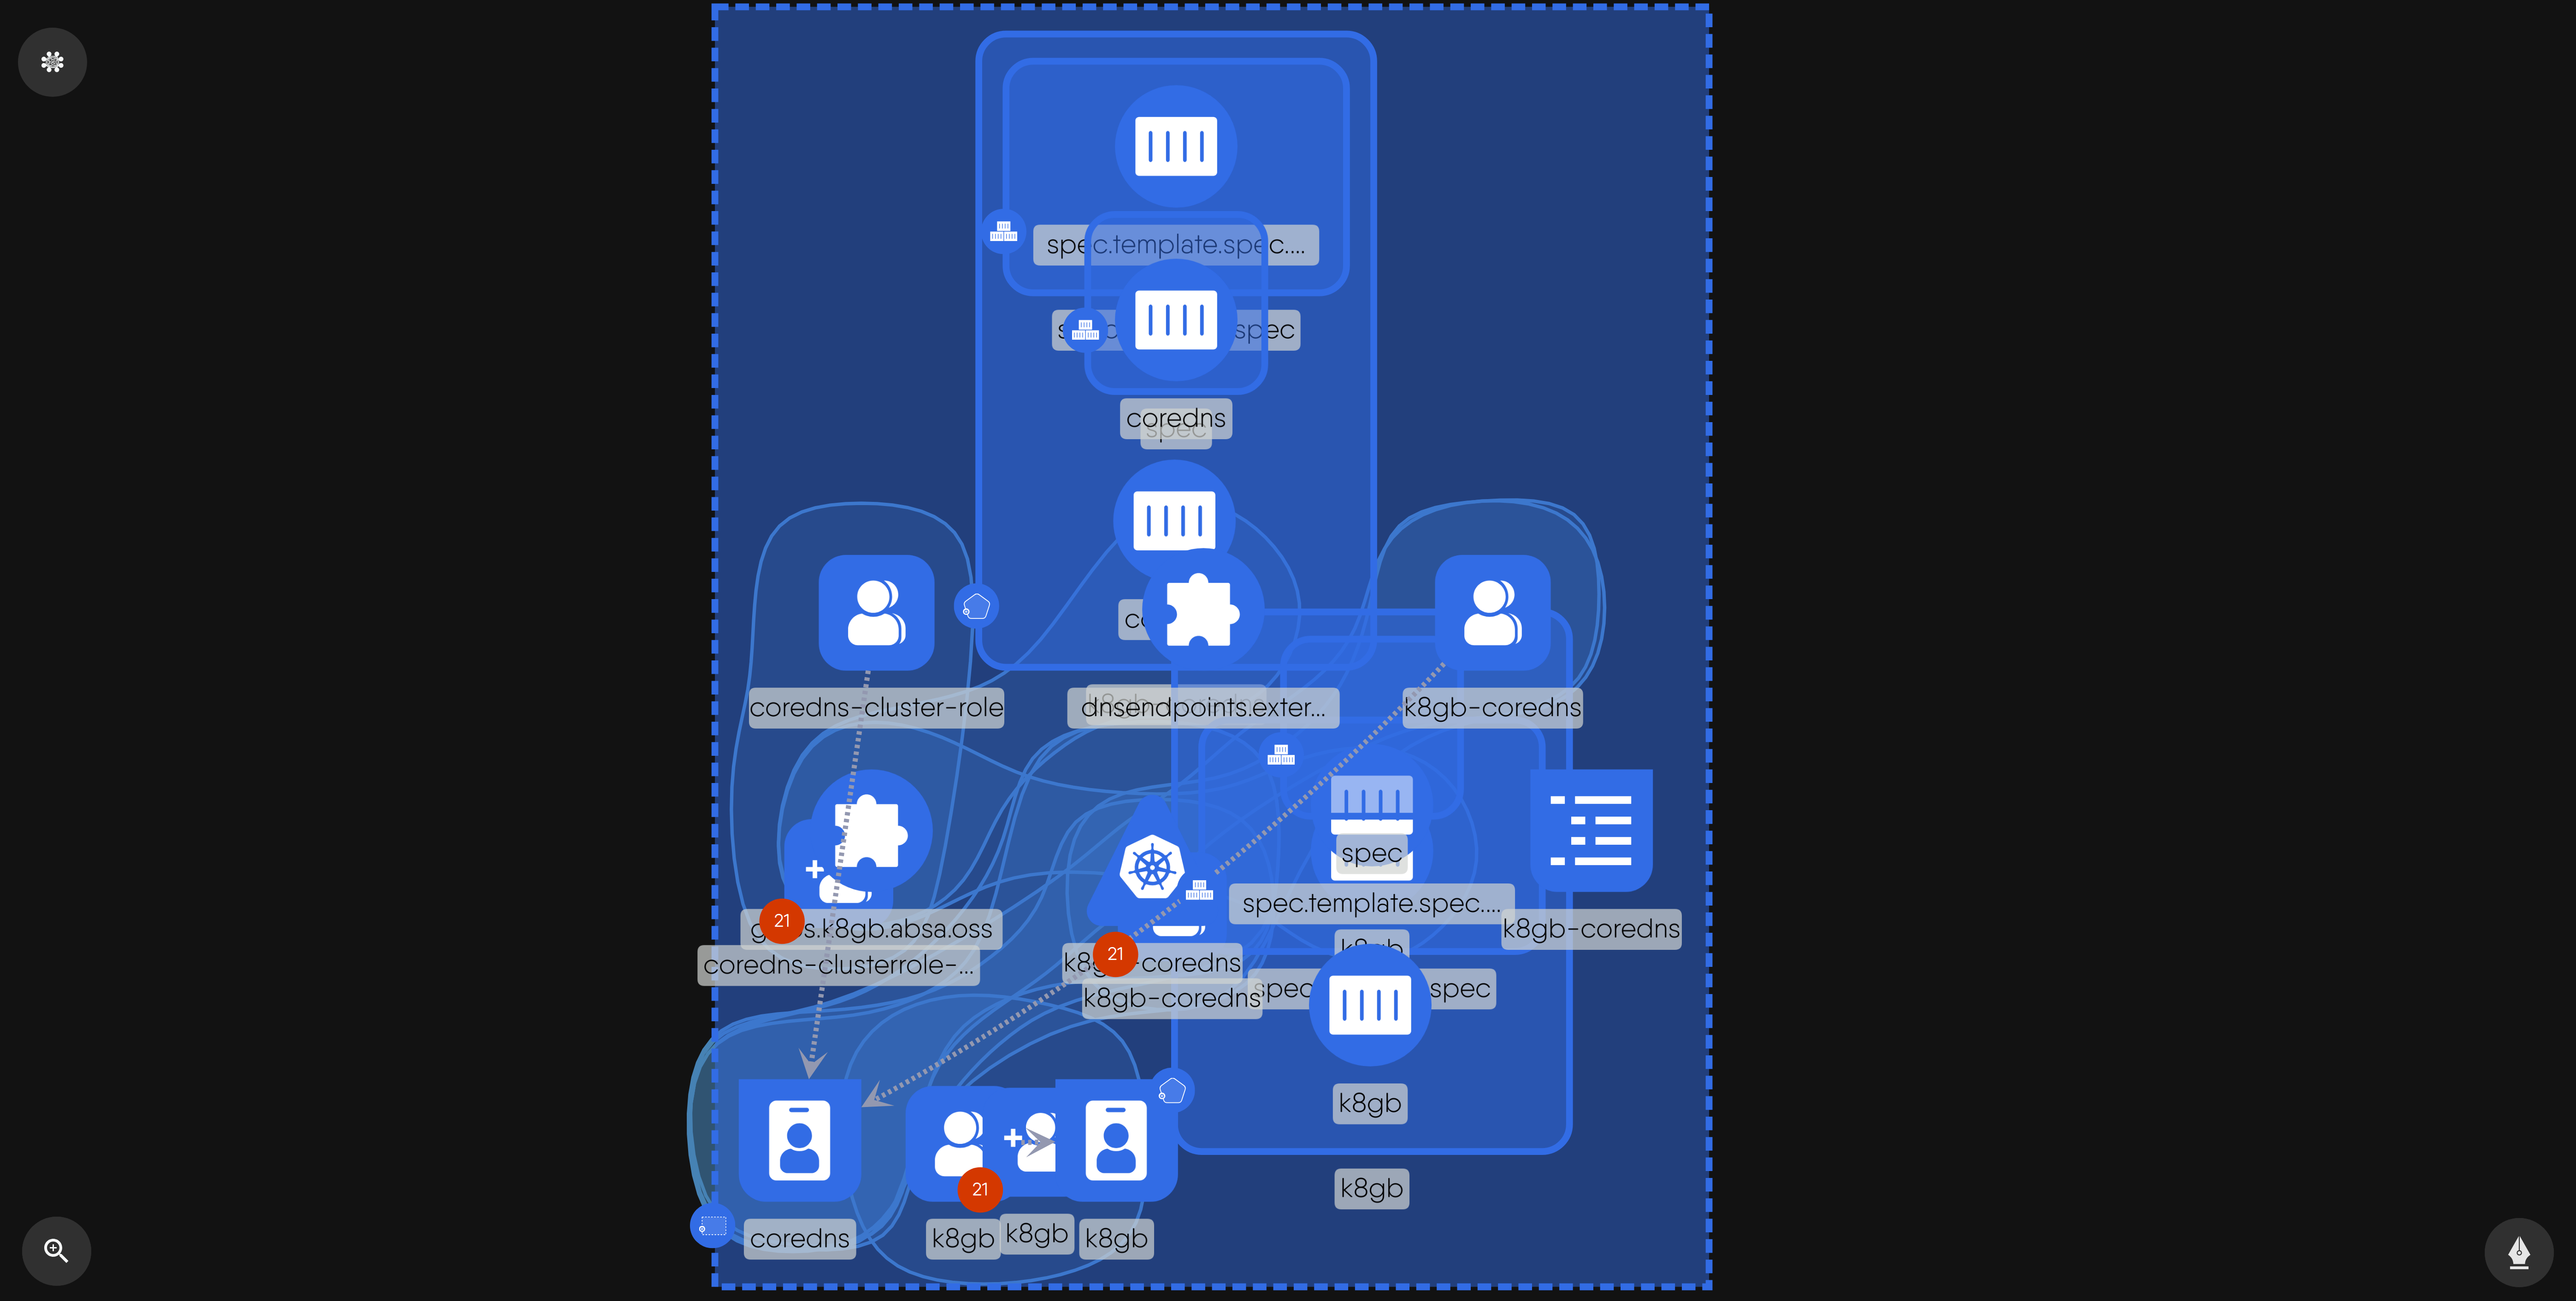 spec.template.spec....
spec
coredns
spec
coredns-cluster-role
dnsendpoints.exter...
k8gb-coredns
spec
spec.template.spec....
k8gb-coredns
21
.k8gb.absa.oss
coredns-clusterrole-...
k8gb
21
k8gb-coredns
spec
spec
k8gb-coredns
k8gb
k8gb
21
coredns
k8gb
k8gb
k8gb